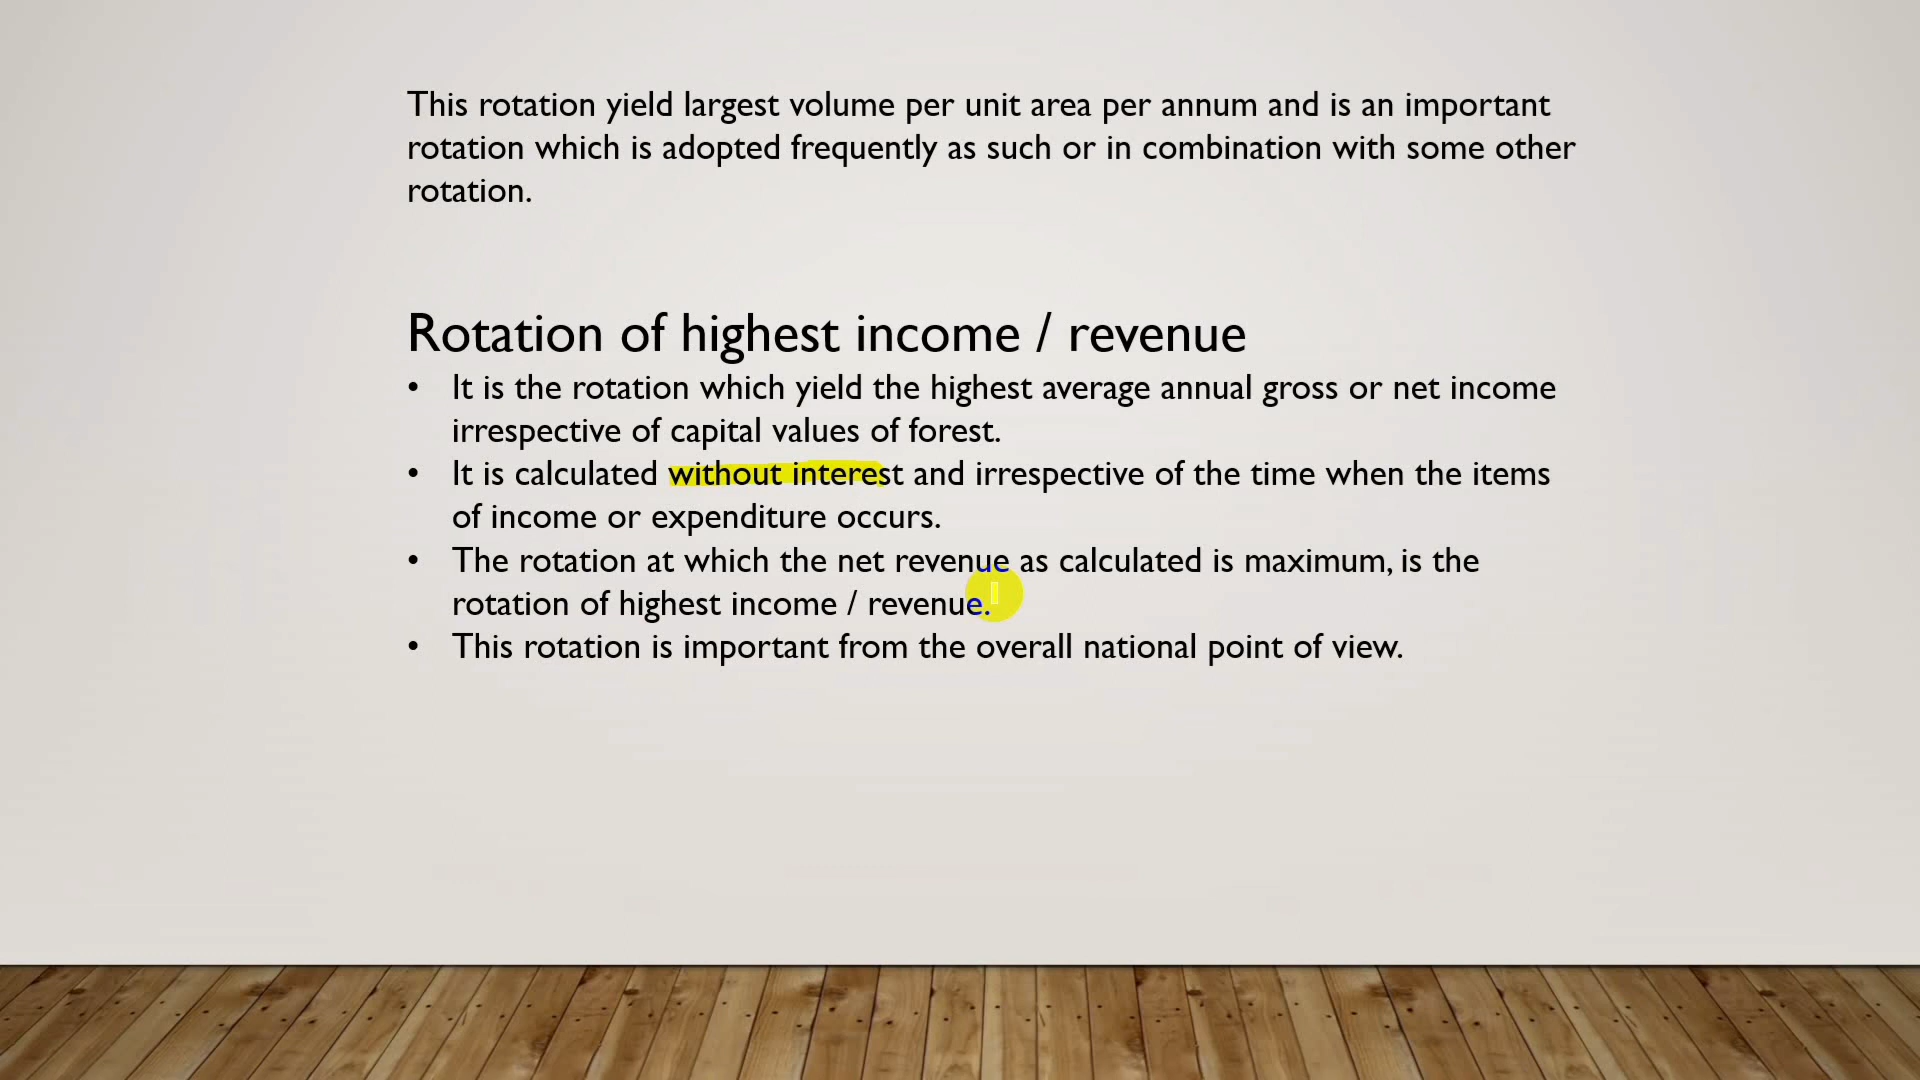 This rotation yield largest volume per unit area per annum and is an important
rotation which is adopted frequently as such or in combination with some other
rotation.
Rotation of highest income / revenue
• It is the rotation which yield the highest average annual gross or net income
irrespective of capital values of forest.
• It is calculated without interest and irrespective of the time when the items
of income or expenditure occurs.
• The rotation at which the net revenue as calculated is maximum, is the
rotation of highest income / revenue.
• This rotation is important from the overall national point of view.